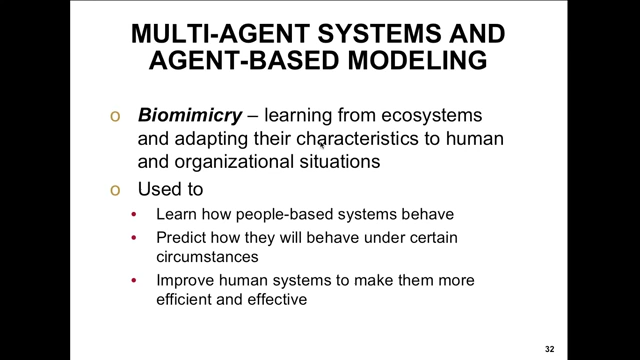 MULTI-AGENT SYSTEMS AND
AGENT-BASED MODELING
o Biomimicry – learning from ecosystems
and adapting their characteristics to human
and organizational situations
o Used to
• Learn how people-based systems behave
• Predict how they will behave under certain
circumstances
• Improve human systems to make them more
efficient and effective
32